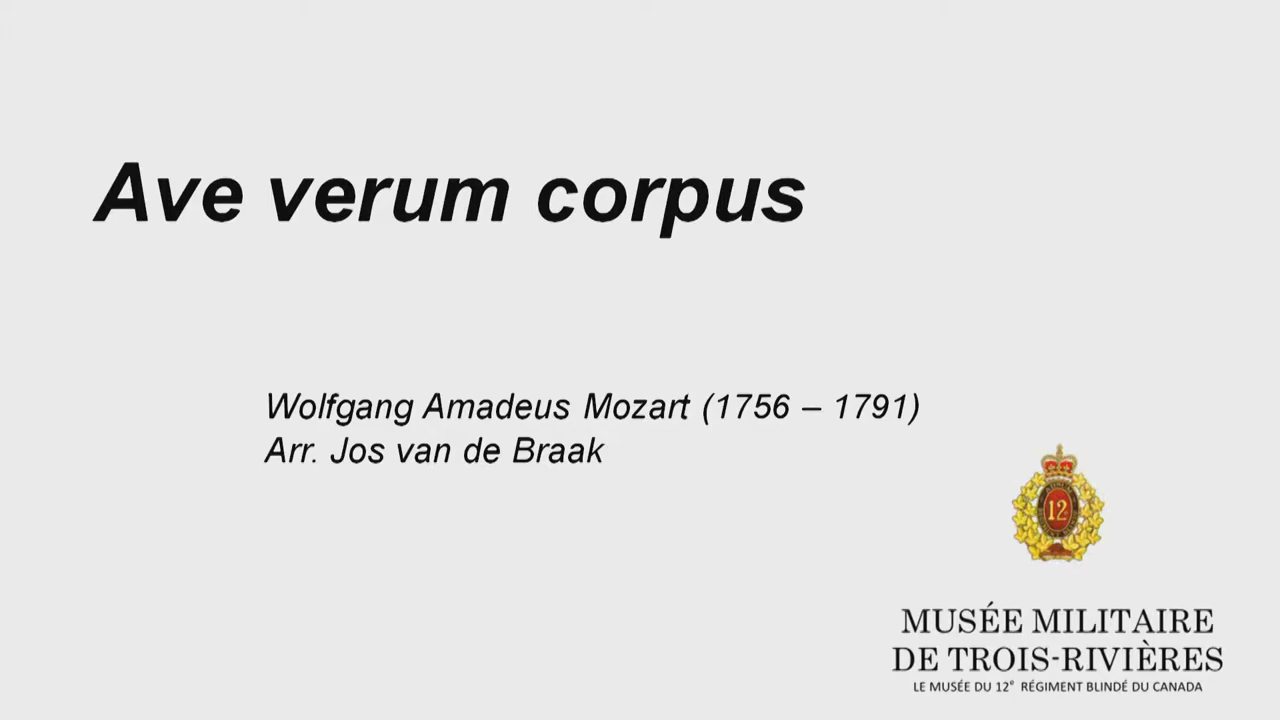 Ave verum corpus
Wolfgang Amadeus Mozart (1756 – 1791)
Arr. Jos van de Braak
12
MUSÉE MILITAIRE
DE TROIS-RIVIÈRES
LE MUSÉE DU 12e RÉGIMENT BLINDÉ DU CANADA